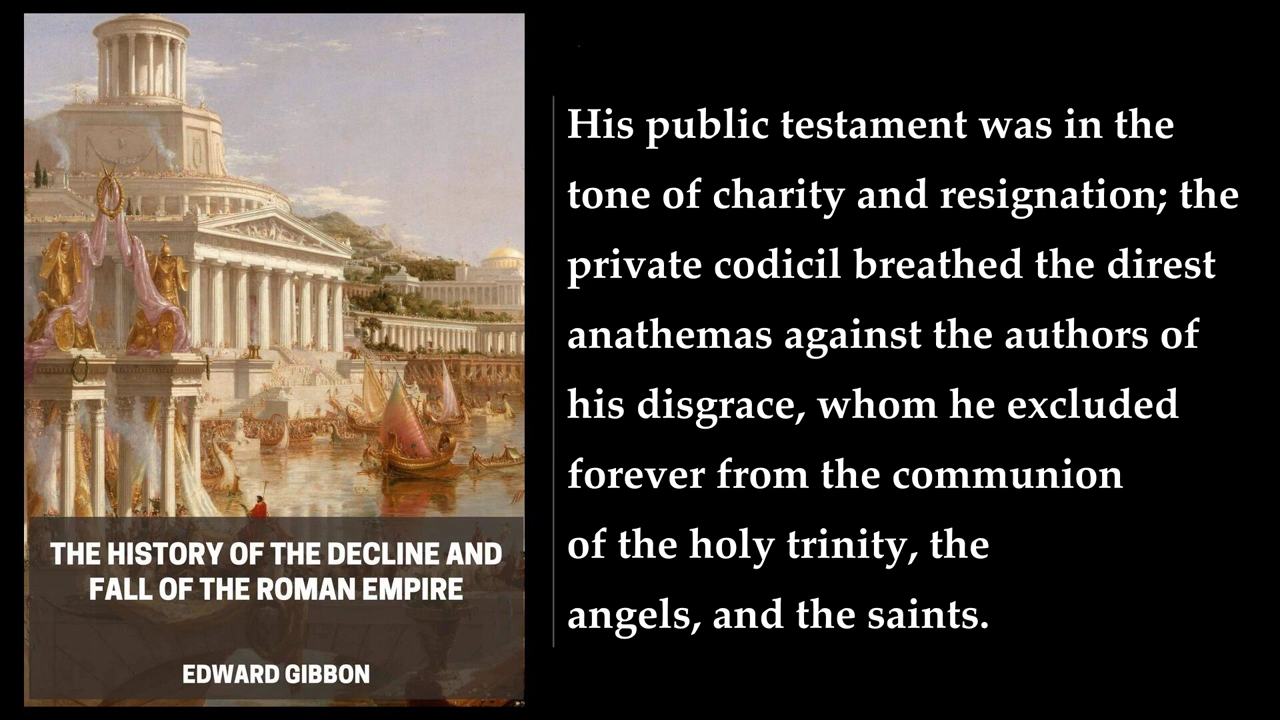 THE HISTORY OF THE DECLINE AND
FALL OF THE ROMAN EMPIRE
EDWARD GIBBON
His public testament was in the
tone of charity and resignation; the
private codicil breathed the direst
anathemas against the authors of
his disgrace, whom he excluded
forever from the communion
of the holy trinity, the
angels, and the saints.